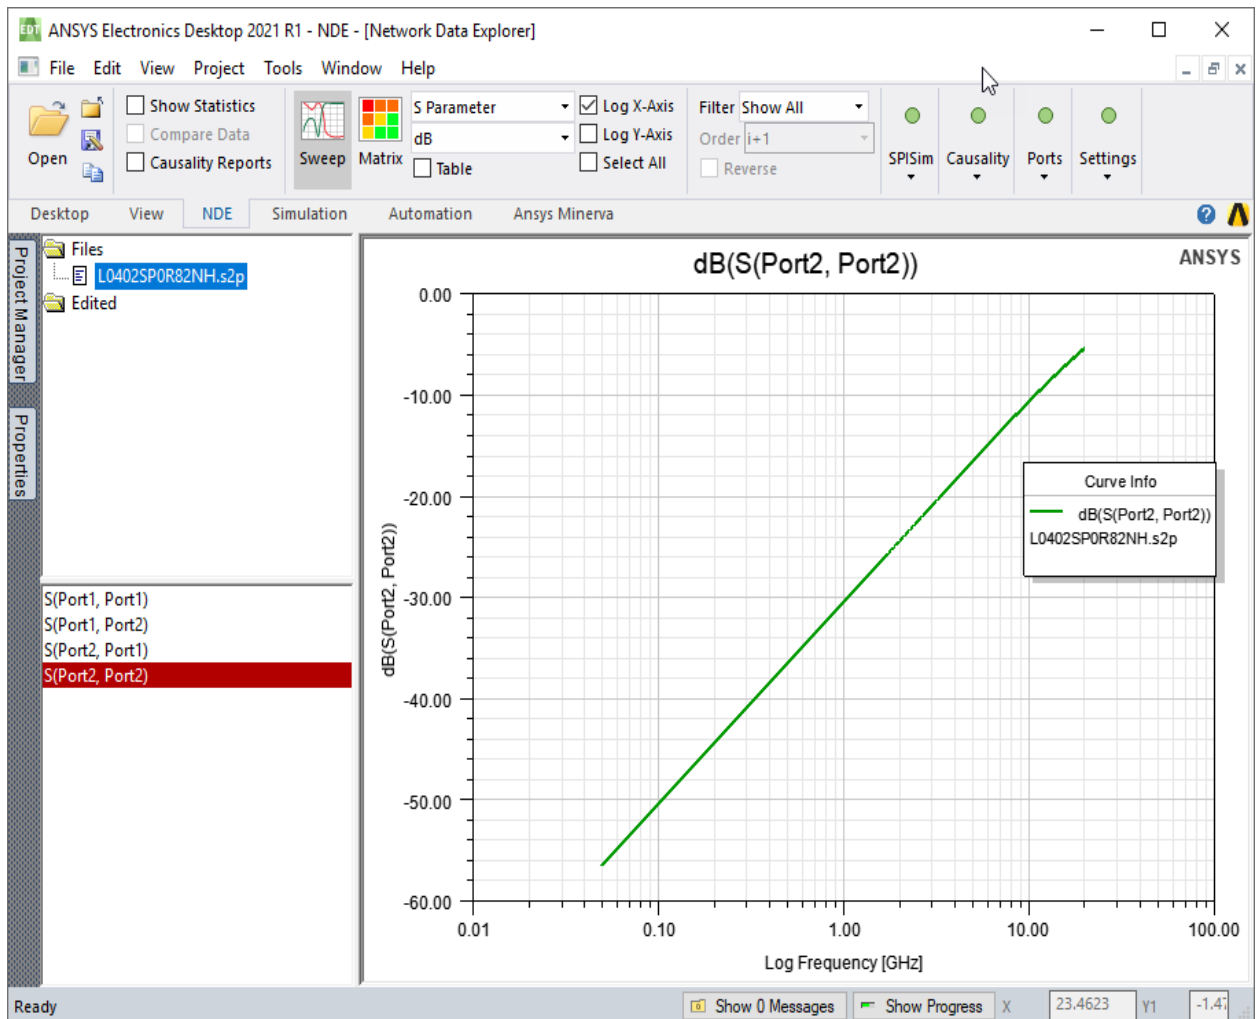 EDT ANSYS Electronics Desktop 2021 R1 - NDE - [Network Data Explorer]
File Edit View Project Tools Window Help
Show Statistics
Compare Data
Causality Reports
Open
Sweep
Matrix
S Parameter
dB
Table
Log X-Axis
Log Y-Axis
Select All
Filter Show All
Order i+1
Reverse
SPISim
Causality
Ports
Settings
Desktop View NDE Simulation Automation Ansys Minerva
Project Manager
Properties
Files
L0402SP0R82NH.s2p
Edited
S(Port1, Port1)
S(Port1, Port2)
S(Port2, Port1)
S(Port2, Port2)
dB(S(Port2, Port2))
ANSYS
0.00
-10.00
-20.00
-30.00
-40.00
-50.00
-60.00
dB(S(Port2, Port2))
0.01 0.10 1.00 10.00 100.00
Log Frequency [GHz]
Curve Info
dB(S(Port2, Port2))
L0402SP0R82NH.s2p
Ready
Show 0 Messages
Show Progress
X 23.4623 Y1